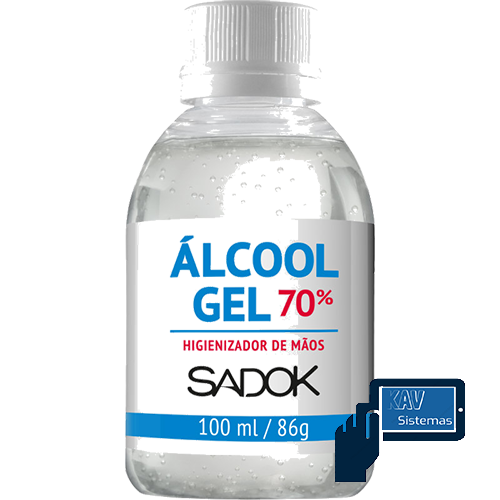 ÁLCOOL
GEL 70%
HIGIENIZADOR DE MÃOS
SADOK
100 ml / 86g
KAV
Sistemas